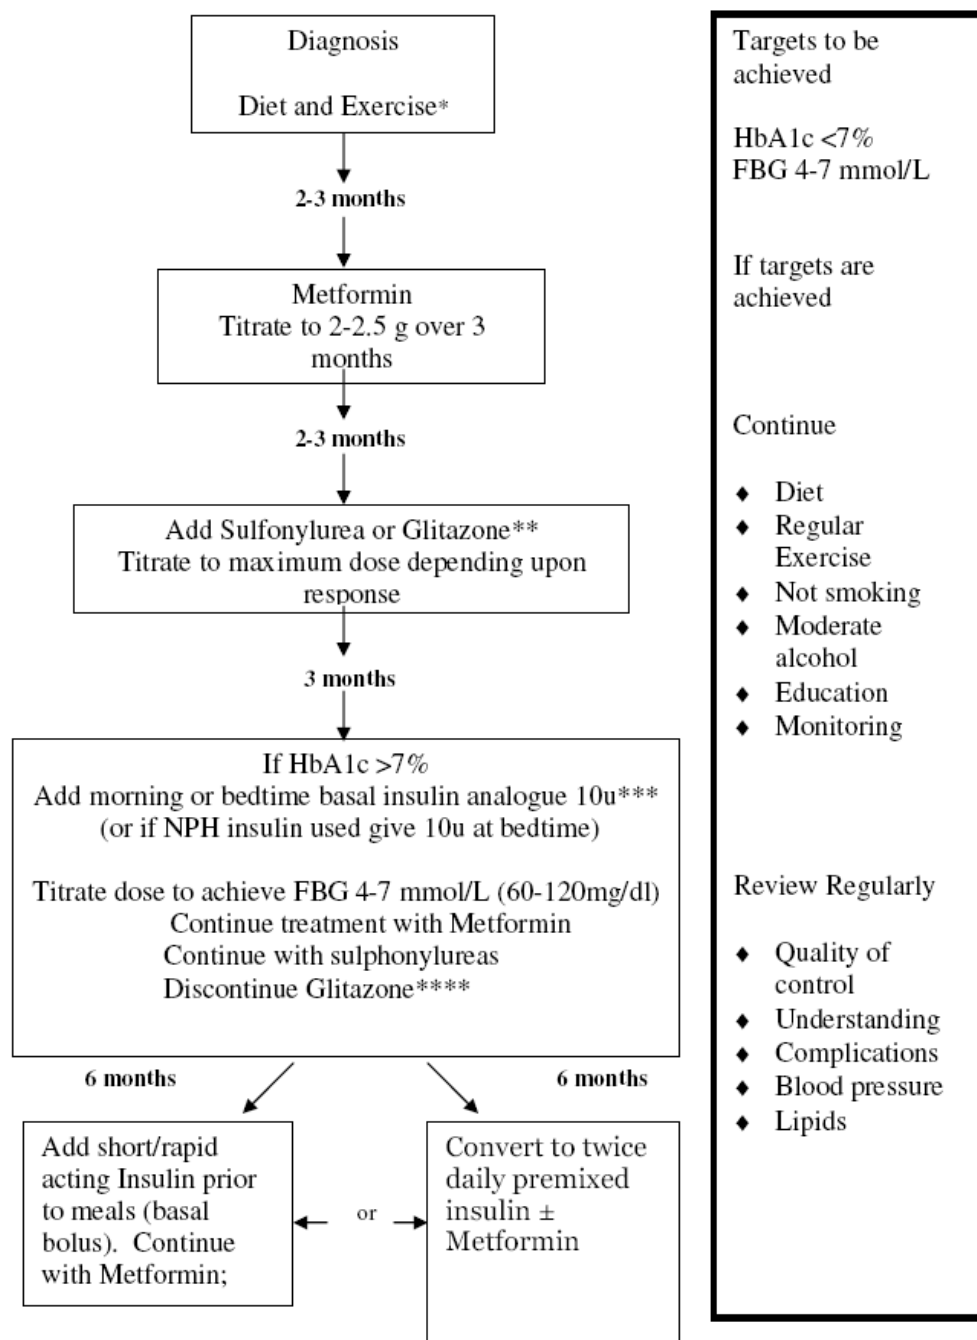 Diagnosis
Diet and Exercise*
2-3 months
Metformin
Titrate to 2-2.5 g over 3
months
2-3 months
Add Sulfonylurea or Glitazone**
Titrate to maximum dose depending upon
response
3 months
If HbA1c >7%
Add morning or bedtime basal insulin analogue 10u***
(or if NPH insulin used give 10u at bedtime)
Titrate dose to achieve FBG 4-7 mmol/L (60-120mg/dl)
Continue treatment with Metformin
Continue with sulphonylureas
Discontinue Glitazone****
6 months
6 months
Add short/rapid
acting Insulin prior
to meals (basal
bolus). Continue
with Metformin;
or
Convert to twice
daily premixed
insulin ±
Metformin
Targets to be
achieved
HbA1c <7%
FBG 4-7 mmol/L
If targets are
achieved
Continue
♦ Diet
♦ Regular
Exercise
♦ Not smoking
♦ Moderate
alcohol
♦ Education
♦ Monitoring
Review Regularly
♦ Quality of
control
♦ Understanding
♦ Complications
♦ Blood pressure
♦ Lipids